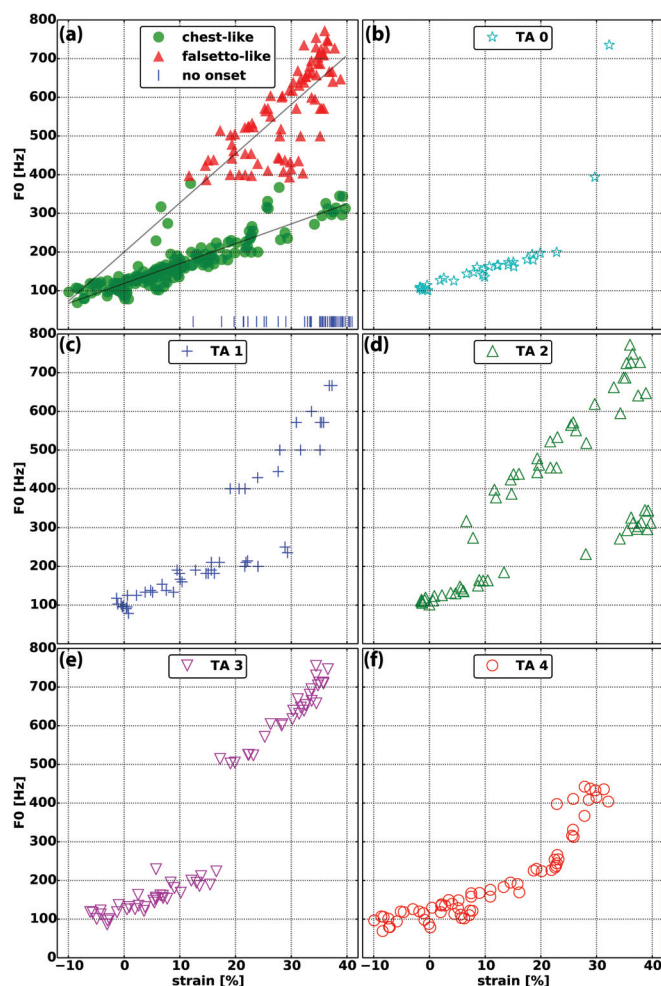 (a)
chest-like
falsetto-like
no onset
F0 [Hz]
800
700
600
500
400
300
200
100
(b)
TA 0
(c)
TA 1
F0 [Hz]
800
700
600
500
400
300
200
100
(d)
TA 2
(e)
TA 3
F0 [Hz]
800
700
600
500
400
300
200
100
0
−10 0 10 20 30 40
strain [%]
(f)
TA 4
−10 0 10 20 30 40
strain [%]